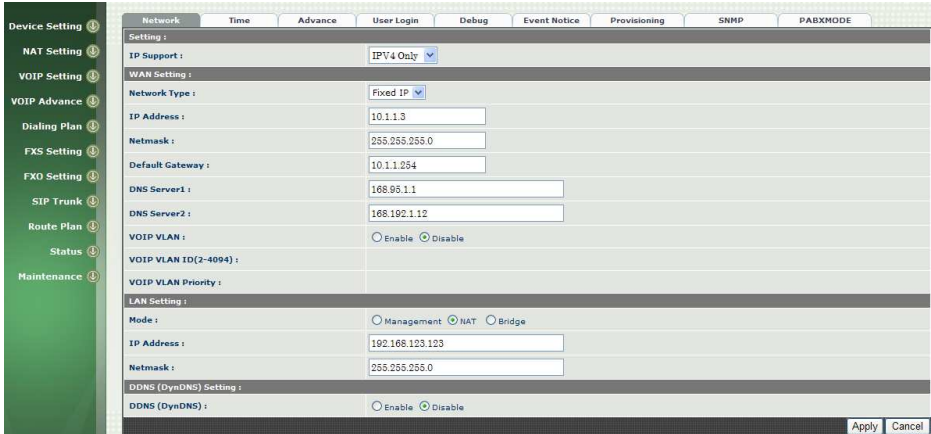 Device Setting
NAT Setting
VOIP Setting
VOIP Advance
Dialing Plan
FXS Setting
FXO Setting
SIP Trunk
Route Plan
Status
Maintenance
Network Time Advance User Login Debug Event Notice Provisioning SNMP PABXMODE
Setting :
IP Support : IPV4 Only
WAN Setting :
Network Type : Fixed IP
IP Address : 10.1.1.3
Netmask : 255.255.255.0
Default Gateway : 10.1.1.254
DNS Server1 : 168.95.1.1
DNS Server2 : 168.192.1.12
VOIP VLAN : Enable Disable
VOIP VLAN ID(2-4094) :
VOIP VLAN Priority :
LAN Setting :
Mode : Management NAT Bridge
IP Address : 192.168.123.123
Netmask : 255.255.255.0
DDNS (DynDNS) Setting :
DDNS (DynDNS) : Enable Disable
Apply Cancel